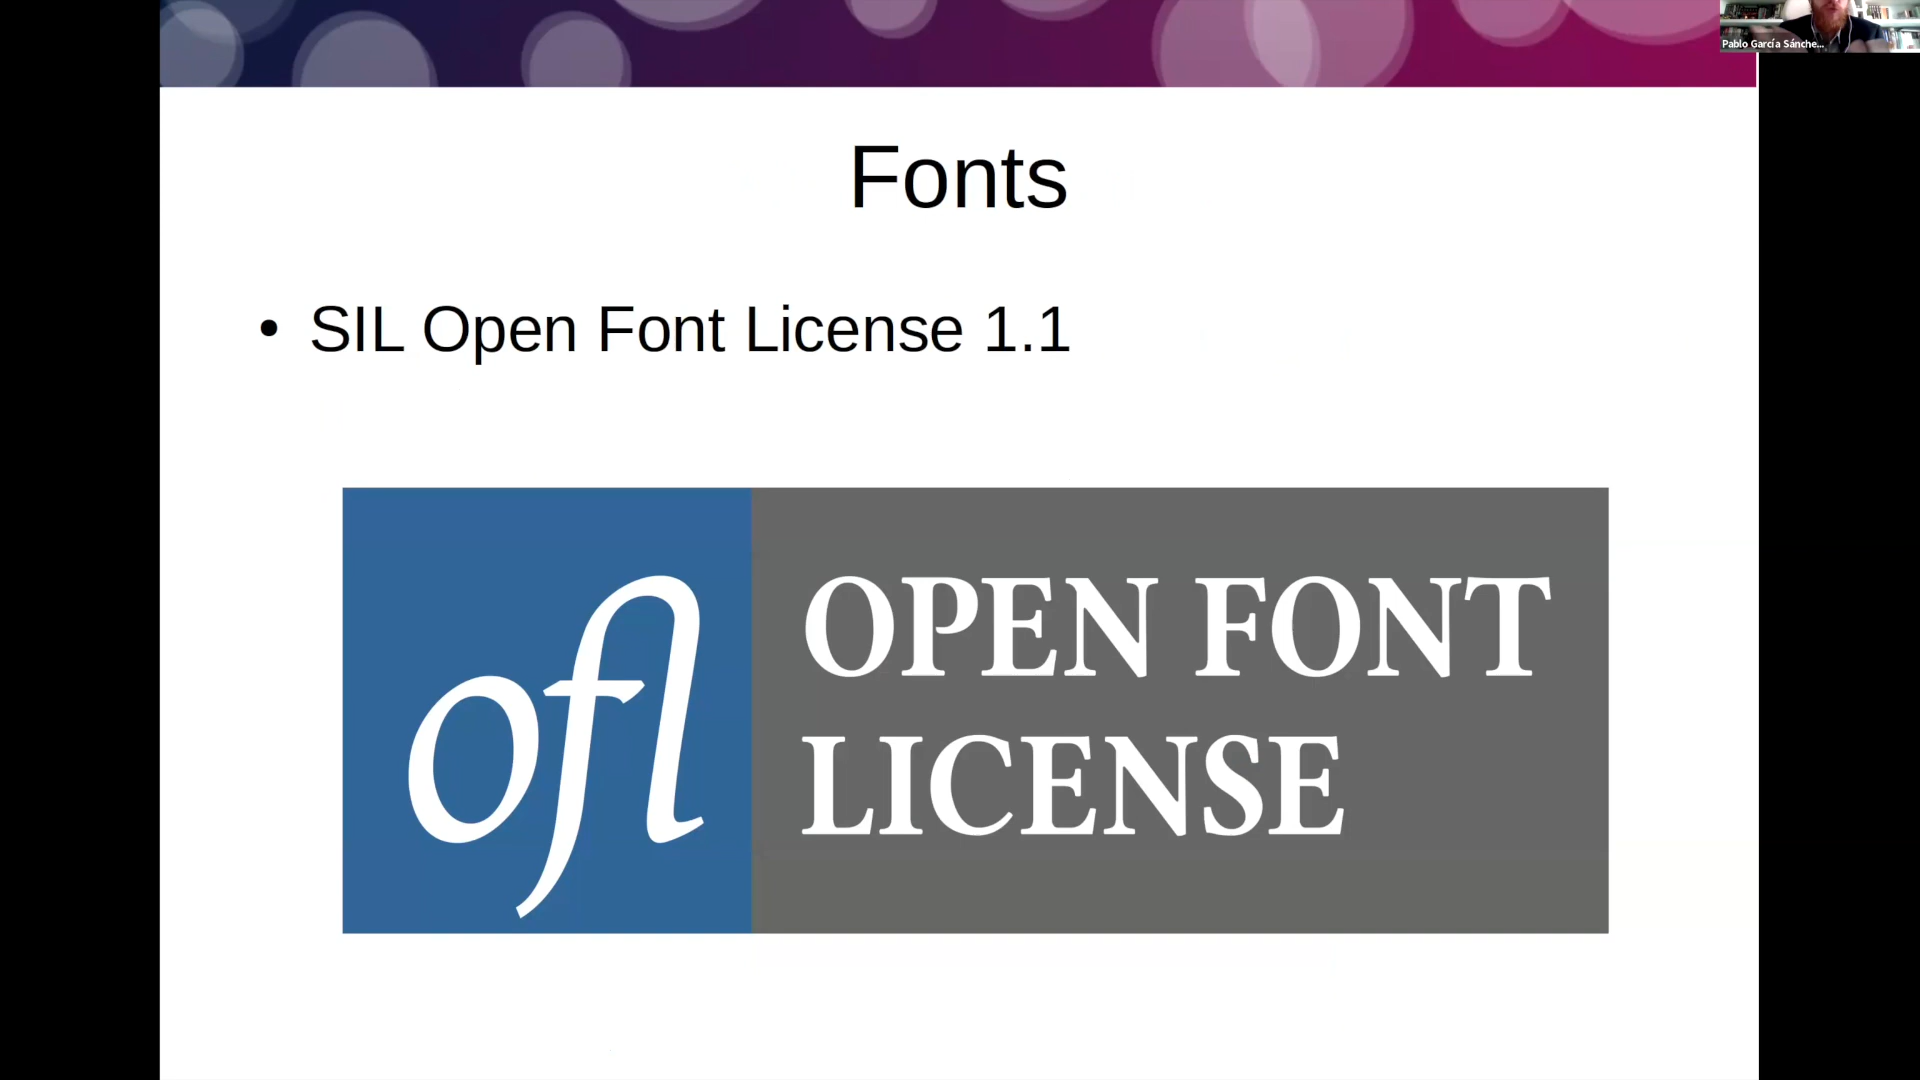 Pablo García Sánche...
Fonts
• SIL Open Font License 1.1
ofl
OPEN FONT
LICENSE